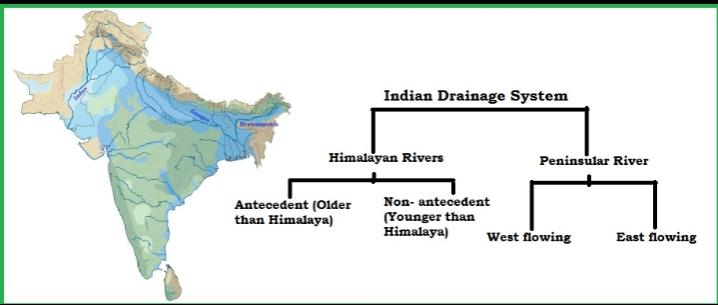 Indus
Ganges
Brahmaputra
Indian Drainage System
Himalayan Rivers
Peninsular River
Antecedent (Older
than Himalaya)
Non- antecedent
(Younger than
Himalaya)
West flowing
East flowing